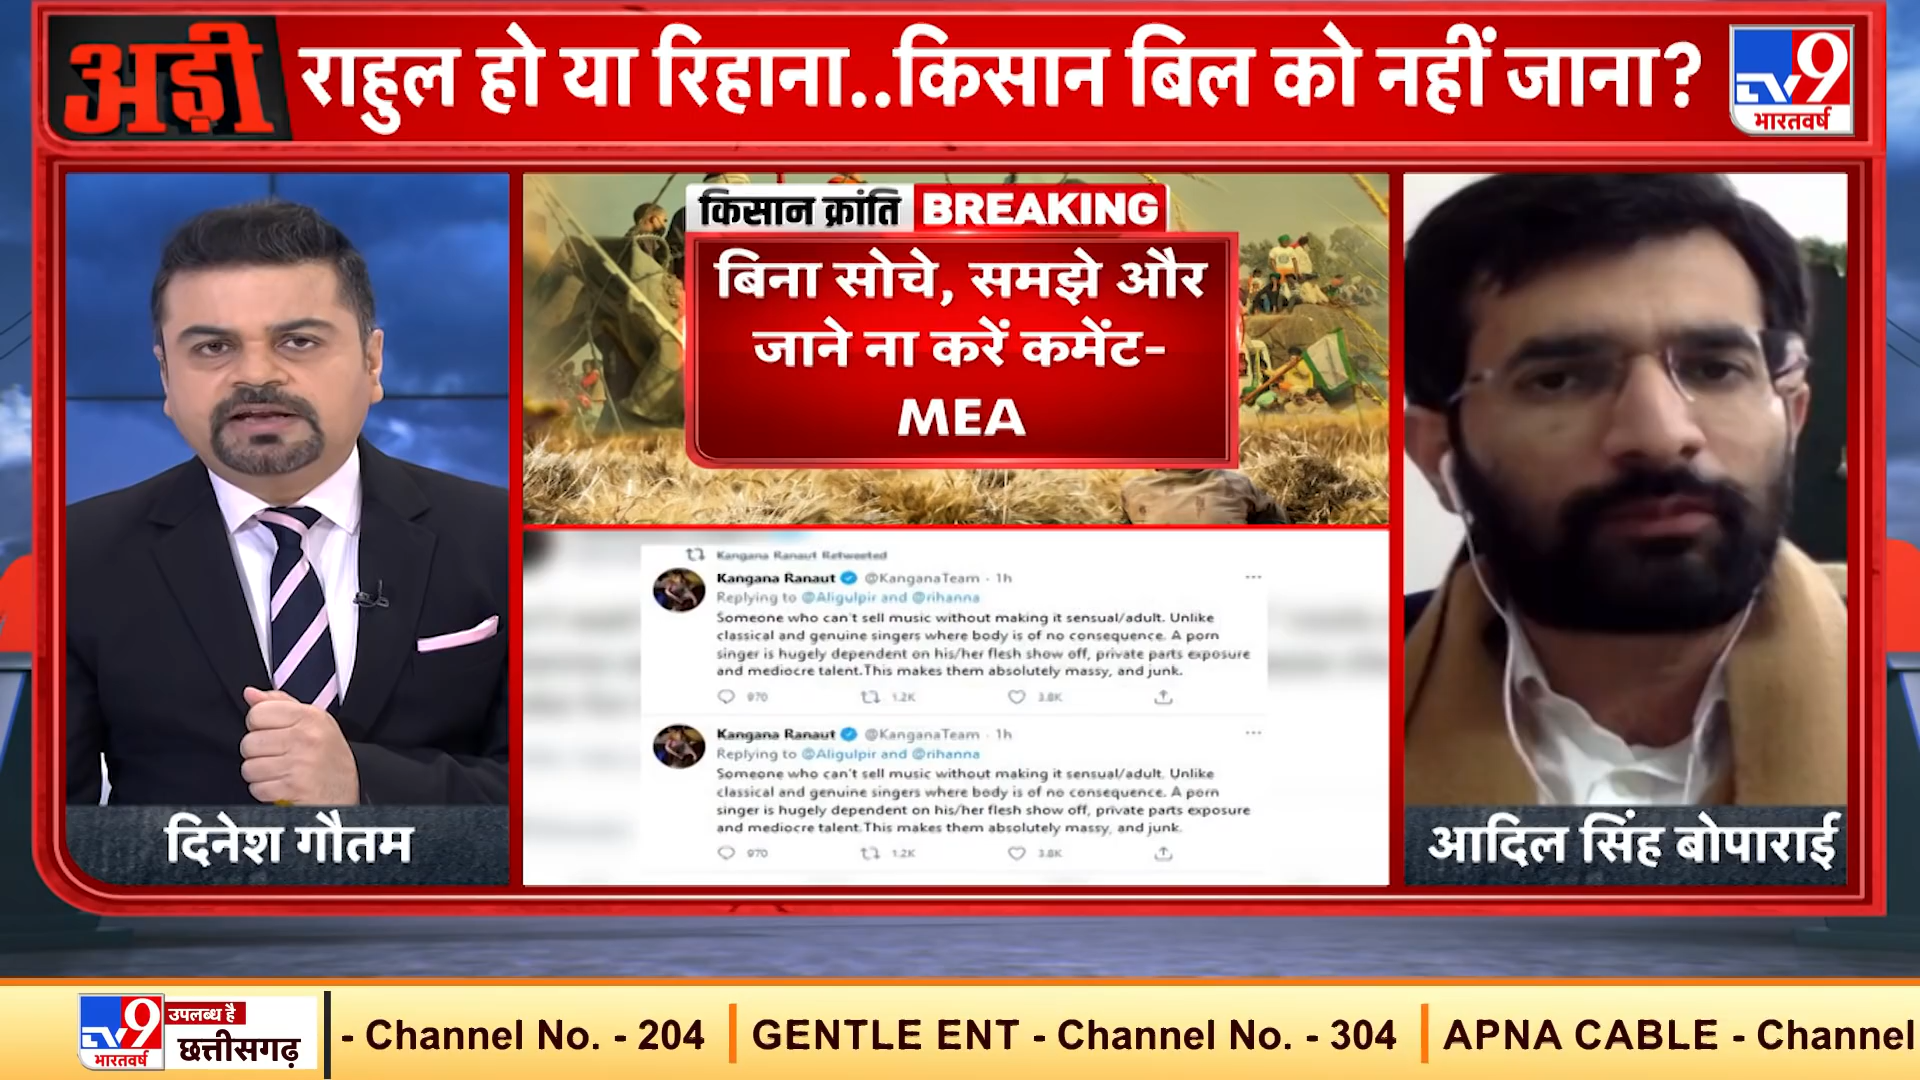 अड़ी
राहुल हो या रिहाना..किसान बिल को नहीं जाना?
TV9
भारतवर्ष
किसान क्रांति BREAKING
बिना सोचे, समझे और
जाने ना करें कमेंट-
MEA
Kangana Ranaut Retweeted
Kangana Ranaut @KanganaTeam · 1h
Replying to @Aligulpir and @rihanna
Someone who can't sell music without making it sensual/adult. Unlike
classical and genuine singers where body is of no consequence. A porn
singer is hugely dependent on his/her flesh show off, private parts exposure
and mediocre talent.This makes them absolutely massy, and junk.
970 1.2K 3.8K
Kangana Ranaut @KanganaTeam · 1h
Replying to @Aligulpir and @rihanna
Someone who can't sell music without making it sensual/adult. Unlike
classical and genuine singers where body is of no consequence. A porn
singer is hugely dependent on his/her flesh show off, private parts exposure
and mediocre talent.This makes them absolutely massy, and junk.
970 1.2K 3.8K
दिनेश गौतम
आदिल सिंह बोपाराई
TV9
भारतवर्ष
उपलब्ध है
छत्तीसगढ़
- Channel No. - 204 | GENTLE ENT - Channel No. - 304 | APNA CABLE - Channel